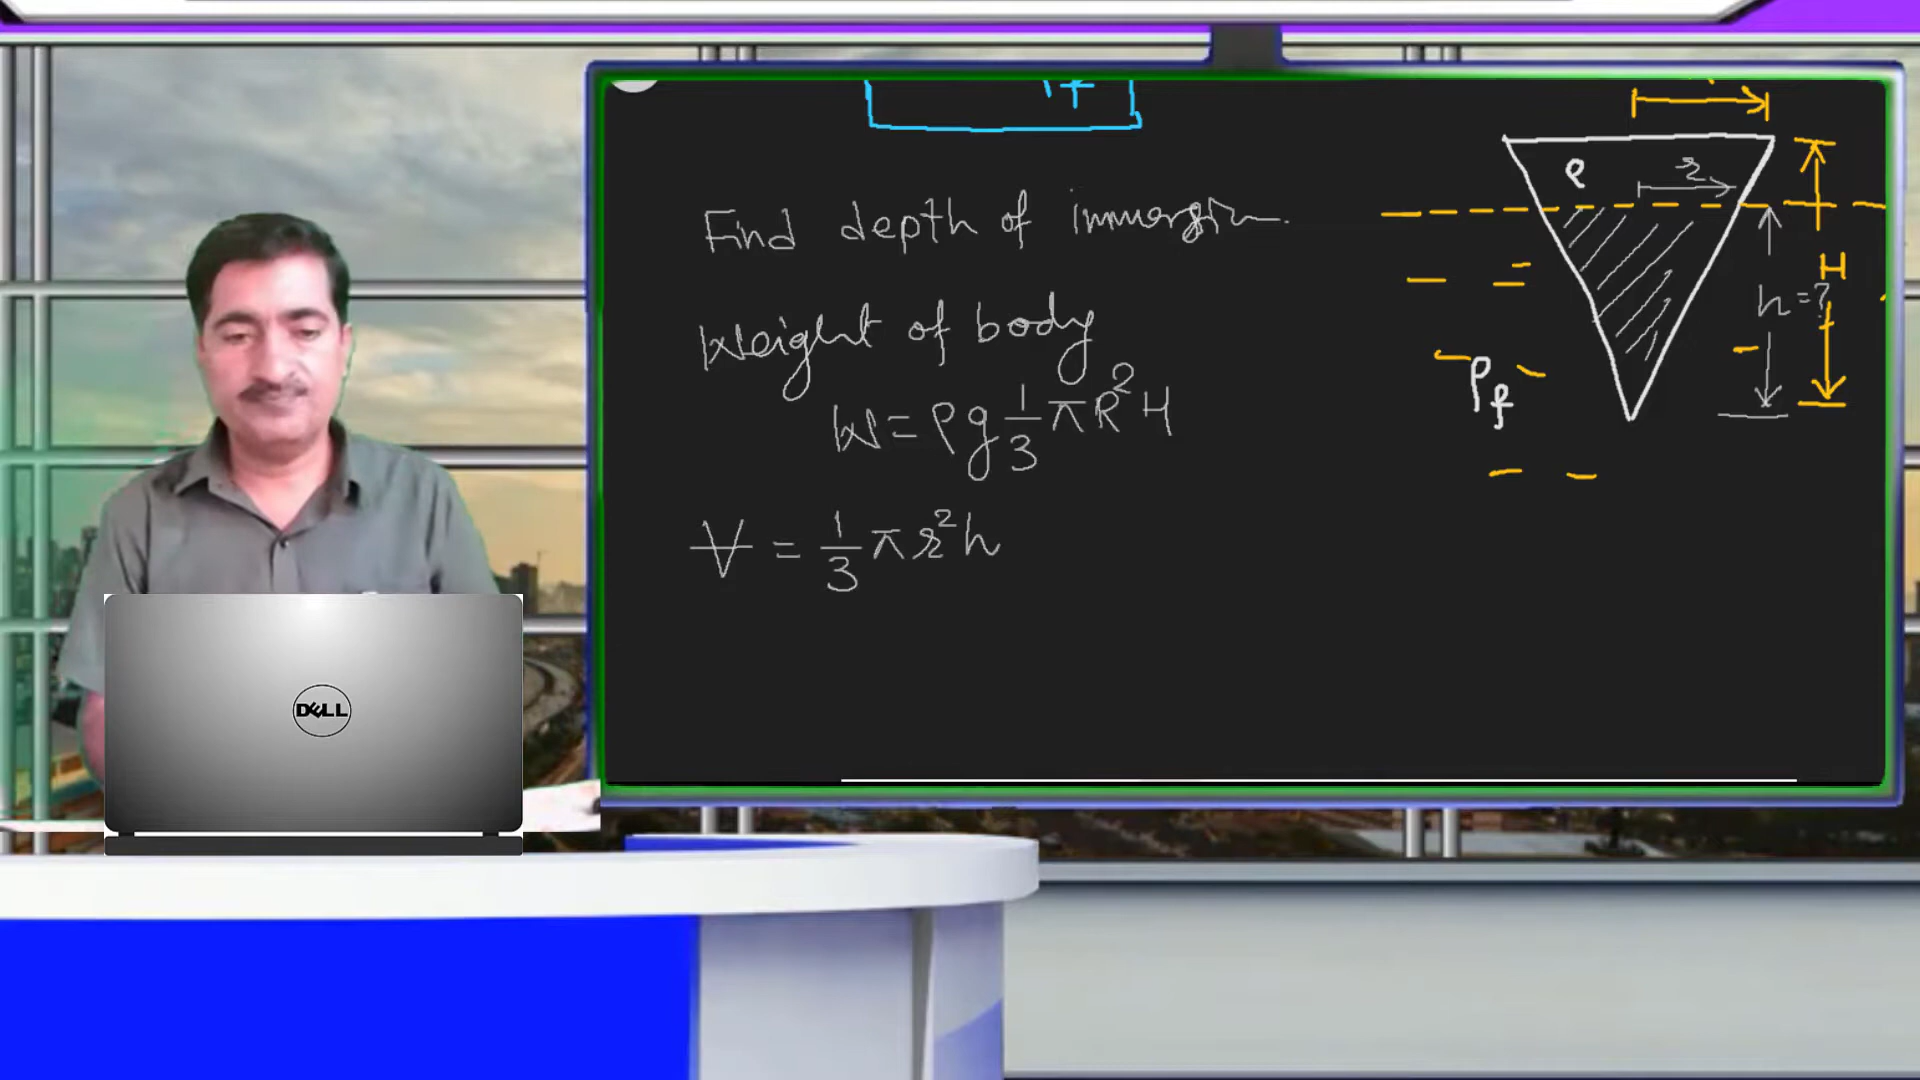 Find depth of immersion.
ρ
r
H
h=?
Weight of body
ρf
W = ρg 1/3 πR²H
V = 1/3 πr²h
DELL